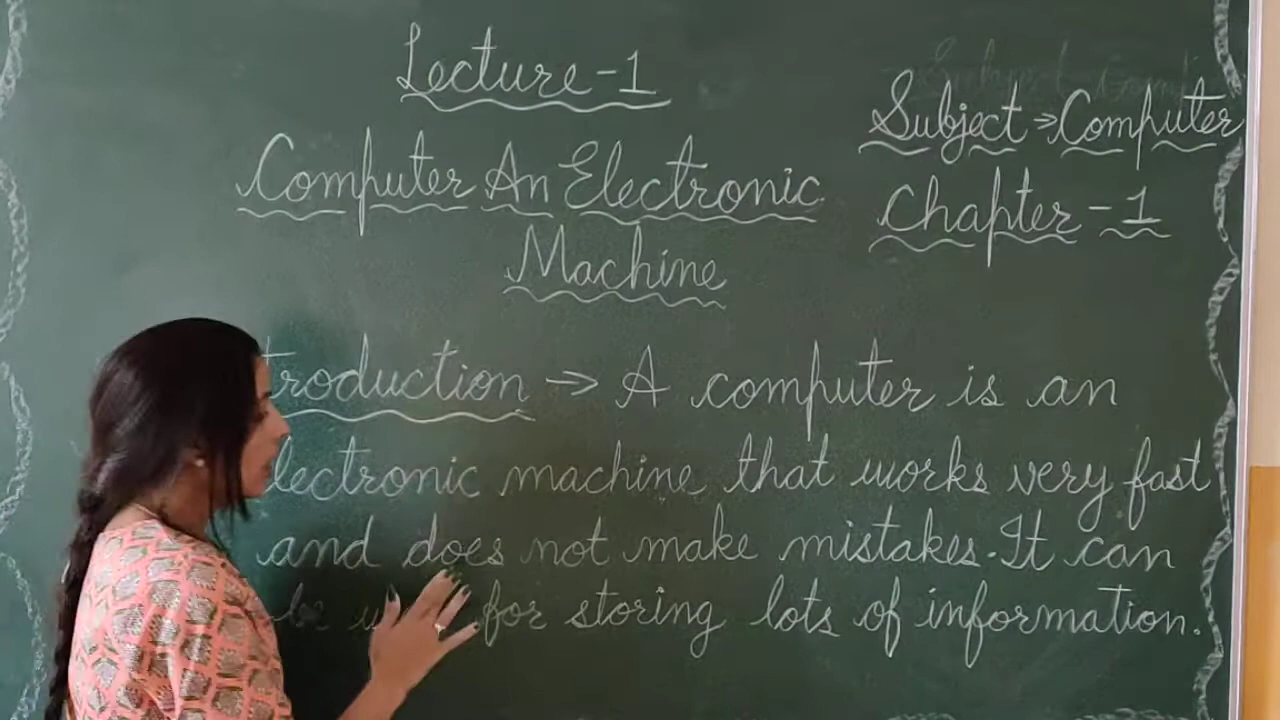 Lecture-1
Subject → Computer
Computer An Electronic
Chapter-1
Machine
troduction → A computer is an
lectronic machine that works very fast
and does not make mistakes. It can
be for storing lots of information.